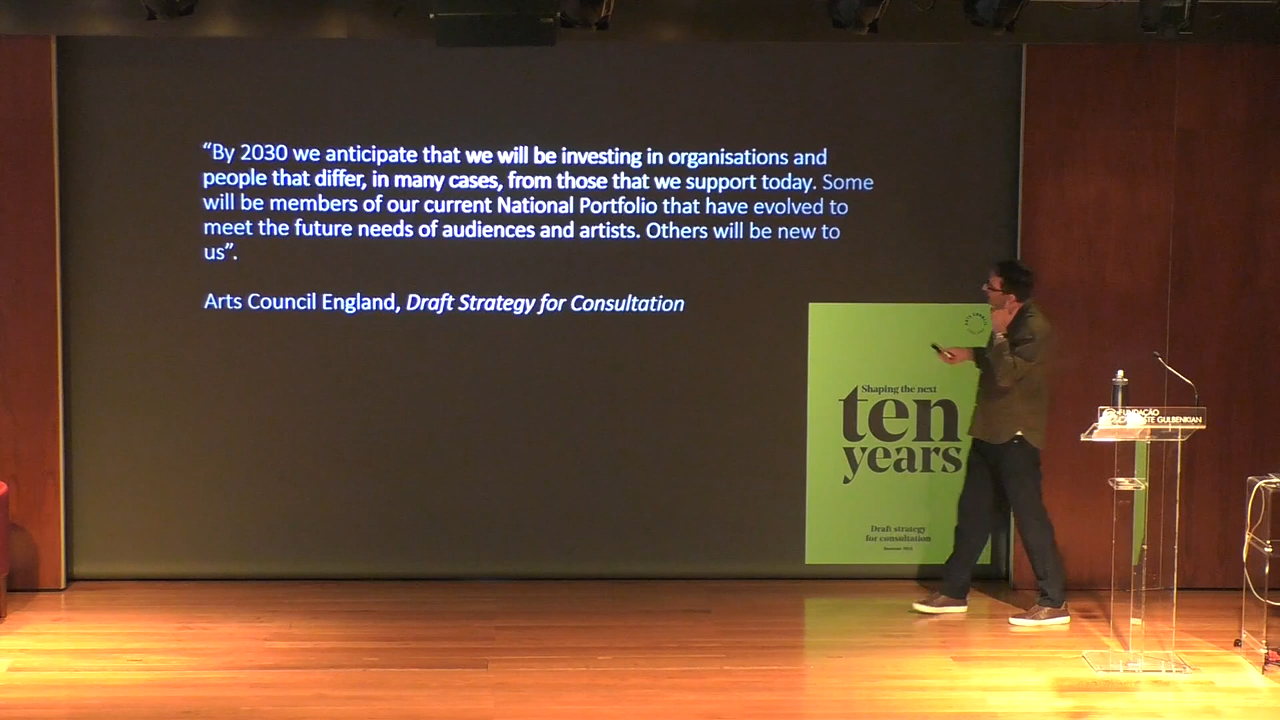 “By 2030 we anticipate that we will be investing in organisations and
people that differ, in many cases, from those that we support today. Some
will be members of our current National Portfolio that have evolved to
meet the future needs of audiences and artists. Others will be new to
us”.
Arts Council England, Draft Strategy for Consultation
Shaping the next
ten
years
Draft strategy
for consultation
FUNDAÇÃO
GULBENKIAN